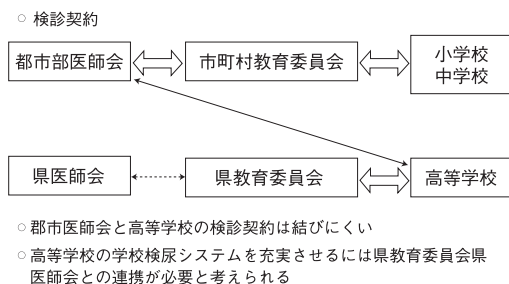 ○ 検診契約
都市部医師会
市町村教育委員会
小学校
中学校
県医師会
県教育委員会
高等学校
○ 郡市医師会と高等学校の検診契約は結びにくい
○ 高等学校の学校検尿システムを充実させるには県教育委員会県
医師会との連携が必要と考えられる